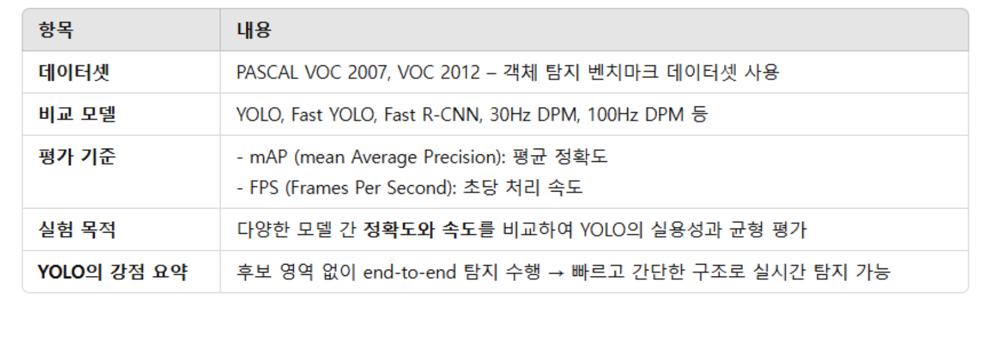 항목 내용
데이터셋 PASCAL VOC 2007, VOC 2012 – 객체 탐지 벤치마크 데이터셋 사용
비교 모델 YOLO, Fast YOLO, Fast R-CNN, 30Hz DPM, 100Hz DPM 등
평가 기준 - mAP (mean Average Precision): 평균 정확도
- FPS (Frames Per Second): 초당 처리 속도
실험 목적 다양한 모델 간 정확도와 속도를 비교하여 YOLO의 실용성과 균형 평가
YOLO의 강점 요약 후보 영역 없이 end-to-end 탐지 수행 → 빠르고 간단한 구조로 실시간 탐지 가능